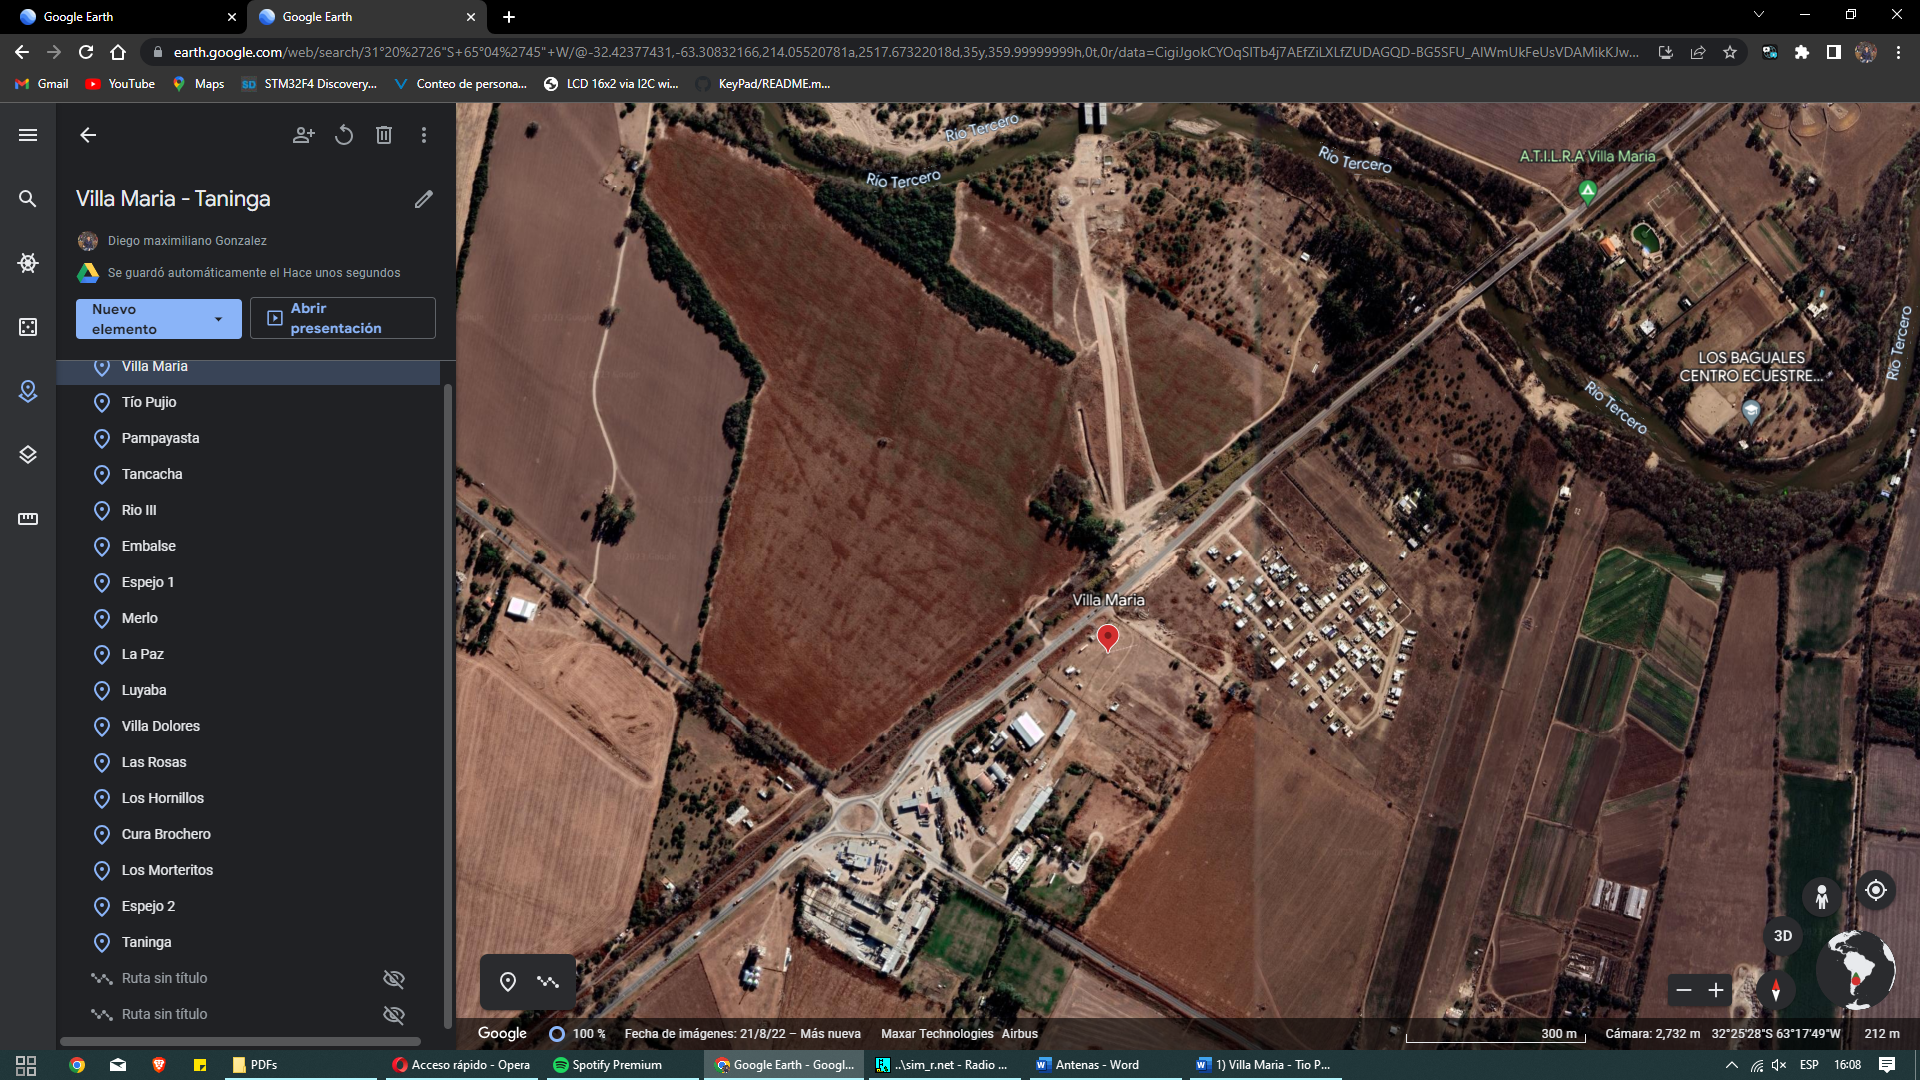 Google Earth
Google Earth
earth.google.com/web/search/31°20%2726"S+65°04%2745"+W/@-32.42377431,-63.30832166,214.05520781a,2517.67322018d,35y,359.99999999h,0t,0r/data=CigiJgokCYOqSITb4j7AEfZiLXLfZUDAGQD-BG5SFU_AIWmUkFeUsVDAMikKJw...
Gmail
YouTube
Maps
STM32F4 Discovery...
Conteo de persona...
LCD 16x2 via I2C wi...
KeyPad/README.m...
Villa Maria - Taninga
Diego maximiliano Gonzalez
Se guardó automáticamente el Hace unos segundos
Nuevo
elemento
Abrir
presentación
Villa Maria
Tío Pujio
Pampayasta
Tancacha
Rio III
Embalse
Espejo 1
Merlo
La Paz
Luyaba
Villa Dolores
Las Rosas
Los Hornillos
Cura Brochero
Los Morteritos
Espejo 2
Taninga
Ruta sin título
Ruta sin título
Río Tercero
Río Tercero
Río Tercero
A.T.I.L.R.A Villa Maria
LOS BAGUALES
CENTRO ECUESTRE...
Río Tercero
Río Tercero
Villa Maria
3D
Google
100 %
Fecha de imágenes: 21/8/22 – Más nueva
Maxar Technologies
Airbus
300 m
Cámara: 2,732 m
32°25'28"S 63°17'49"W
212 m
PDFs
Acceso rápido - Opera
Spotify Premium
Google Earth - Googl...
..\sim_r.net - Radio ...
Antenas - Word
1) Villa Maria - Tio P...
ESP
16:08